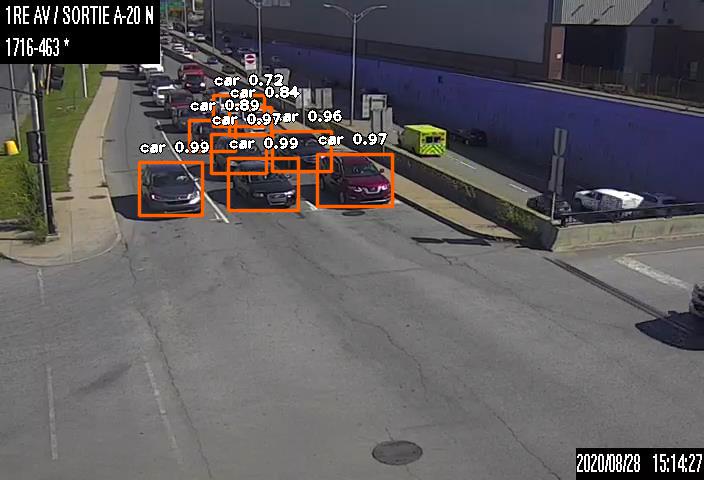 1RE AV / SORTIE A-20 N
1716-463 *
car 0.72
car 0.84
car 0.89
car 0.97
car 0.96
car 0.99
car 0.99
car 0.97
2020/08/28 15:14:27